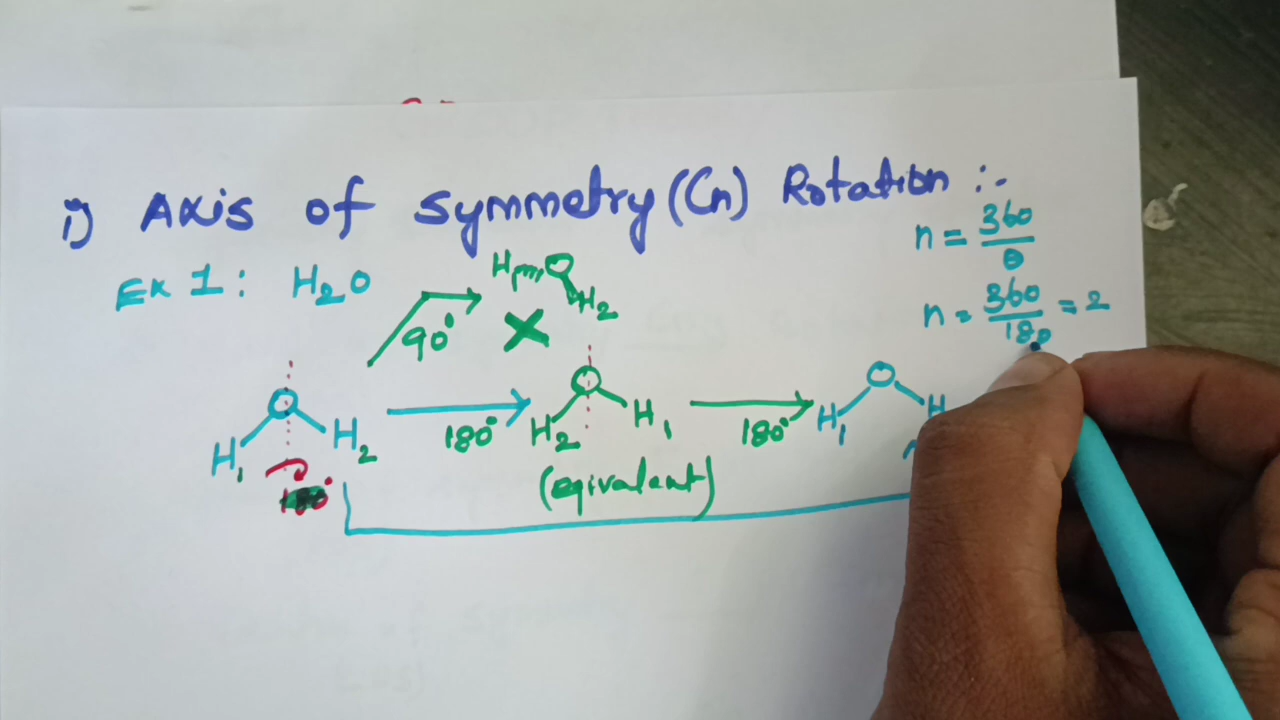 i) Axis of symmetry (Cn) Rotation :-
n = 360/θ
Ex 1: H2O
n = 360/180 = 2
90°
H O H2
X
O H1 H2
180°
180°
O H2 H1
(eqivalent)
180°
O H1 H